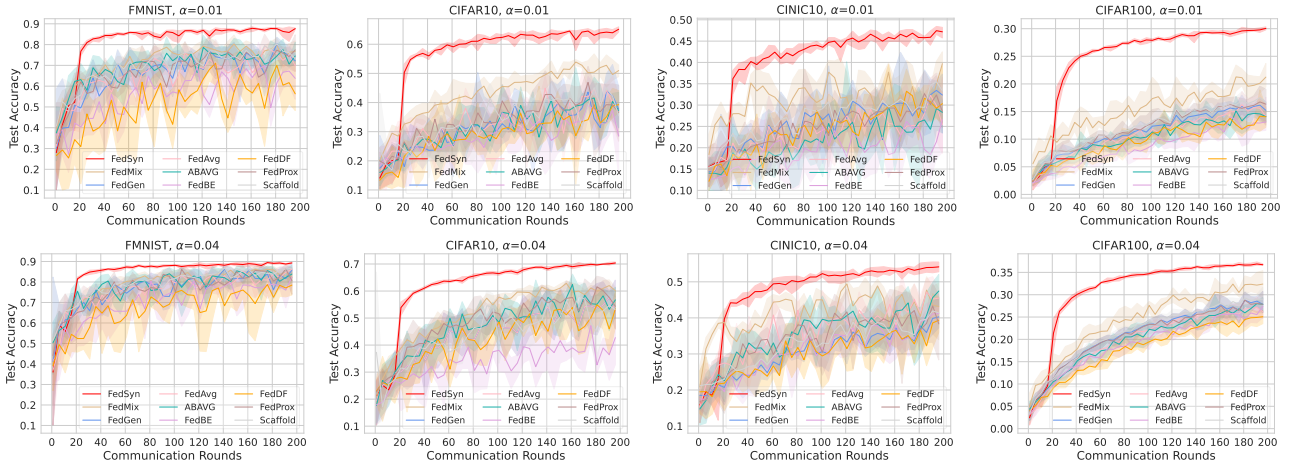 FMNIST, α=0.01
Test Accuracy
0.9
0.8
0.7
0.6
0.5
0.4
0.3
0.2
0.1
FedSyn FedAvg FedDF
FedMix ABAVG FedProx
FedGen FedBE Scaffold
0 20 40 60 80 100 120 140 160 180 200
Communication Rounds
CIFAR10, α=0.01
Test Accuracy
0.6
0.5
0.4
0.3
0.2
0.1
FedSyn FedAvg FedDF
FedMix ABAVG FedProx
FedGen FedBE Scaffold
0 20 40 60 80 100 120 140 160 180 200
Communication Rounds
CINIC10, α=0.01
Test Accuracy
0.50
0.45
0.40
0.35
0.30
0.25
0.20
0.15
0.10
FedSyn FedAvg FedDF
FedMix ABAVG FedProx
FedGen FedBE Scaffold
0 20 40 60 80 100 120 140 160 180 200
Communication Rounds
CIFAR100, α=0.01
Test Accuracy
0.30
0.25
0.20
0.15
0.10
0.05
0.00
FedSyn FedAvg FedDF
FedMix ABAVG FedProx
FedGen FedBE Scaffold
0 20 40 60 80 100 120 140 160 180 200
Communication Rounds
FMNIST, α=0.04
Test Accuracy
0.9
0.8
0.7
0.6
0.5
0.4
0.3
0.2
0.1
FedSyn FedAvg FedDF
FedMix ABAVG FedProx
FedGen FedBE Scaffold
0 20 40 60 80 100 120 140 160 180 200
Communication Rounds
CIFAR10, α=0.04
Test Accuracy
0.7
0.6
0.5
0.4
0.3
0.2
0.1
FedSyn FedAvg FedDF
FedMix ABAVG FedProx
FedGen FedBE Scaffold
0 20 40 60 80 100 120 140 160 180 200
Communication Rounds
CINIC10, α=0.04
Test Accuracy
0.5
0.4
0.3
0.2
0.1
FedSyn FedAvg FedDF
FedMix ABAVG FedProx
FedGen FedBE Scaffold
0 20 40 60 80 100 120 140 160 180 200
Communication Rounds
CIFAR100, α=0.04
Test Accuracy
0.35
0.30
0.25
0.20
0.15
0.10
0.05
0.00
FedSyn FedAvg FedDF
FedMix ABAVG FedProx
FedGen FedBE Scaffold
0 20 40 60 80 100 120 140 160 180 200
Communication Rounds